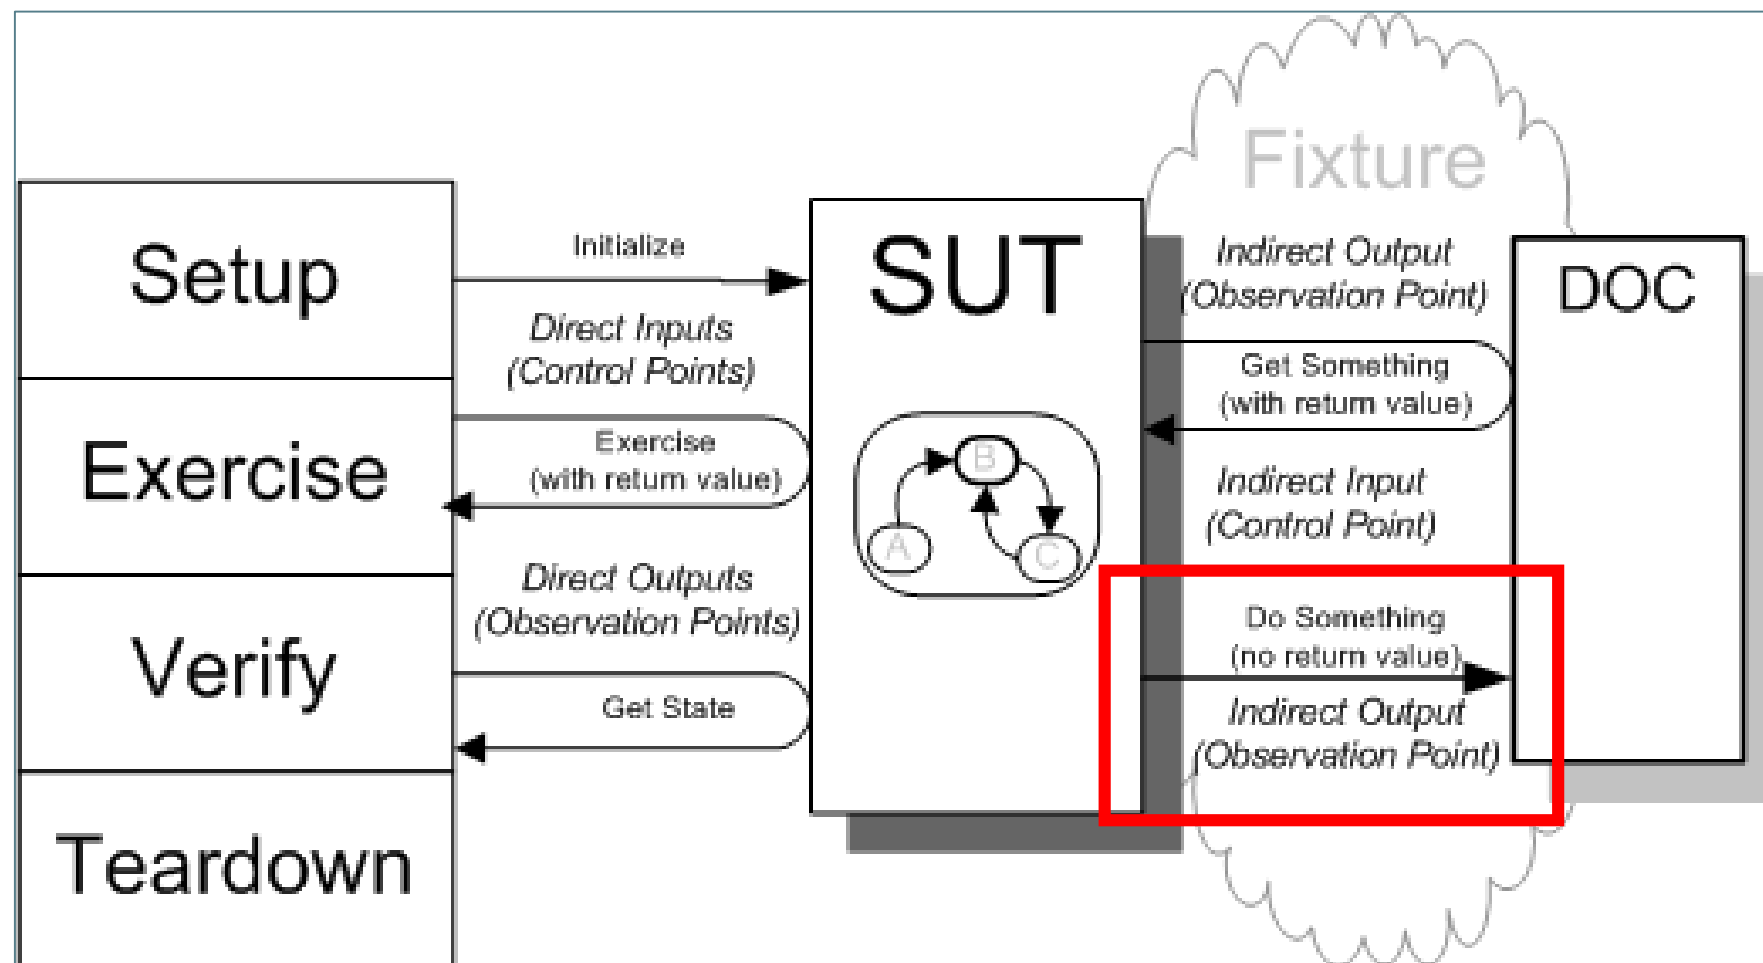 Fixture
Setup
Initialize
SUT
Indirect Output
(Observation Point)
DOC
Direct Inputs
(Control Points)
Get Something
(with return value)
Exercise
Exercise
(with return value)
B
A
C
Indirect Input
(Control Point)
Direct Outputs
(Observation Points)
Do Something
(no return value)
Verify
Get State
Indirect Output
(Observation Point)
Teardown